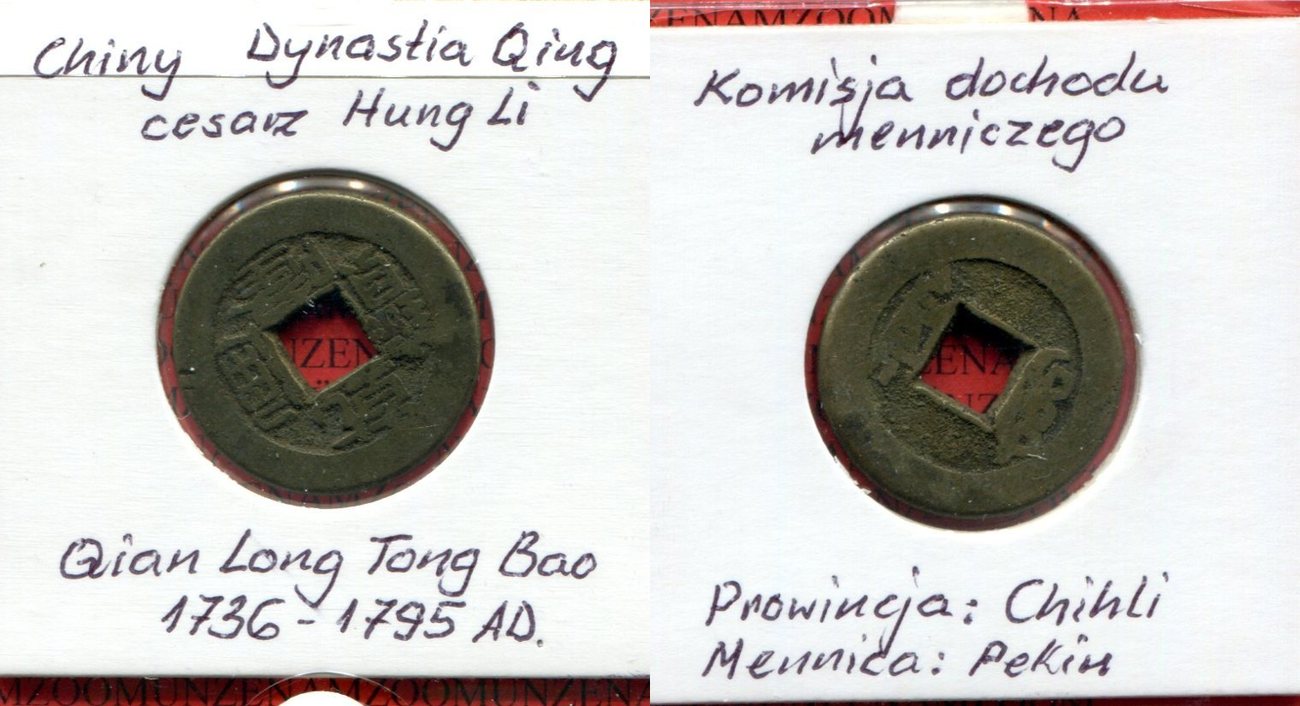 Chiny Dynastia Qing
cesarz Hung Li
Qian Long Tong Bao
1736-1795 AD.
Komisja dochodu
menniczego
Prowincja: Chihli
Mennica: Pekin